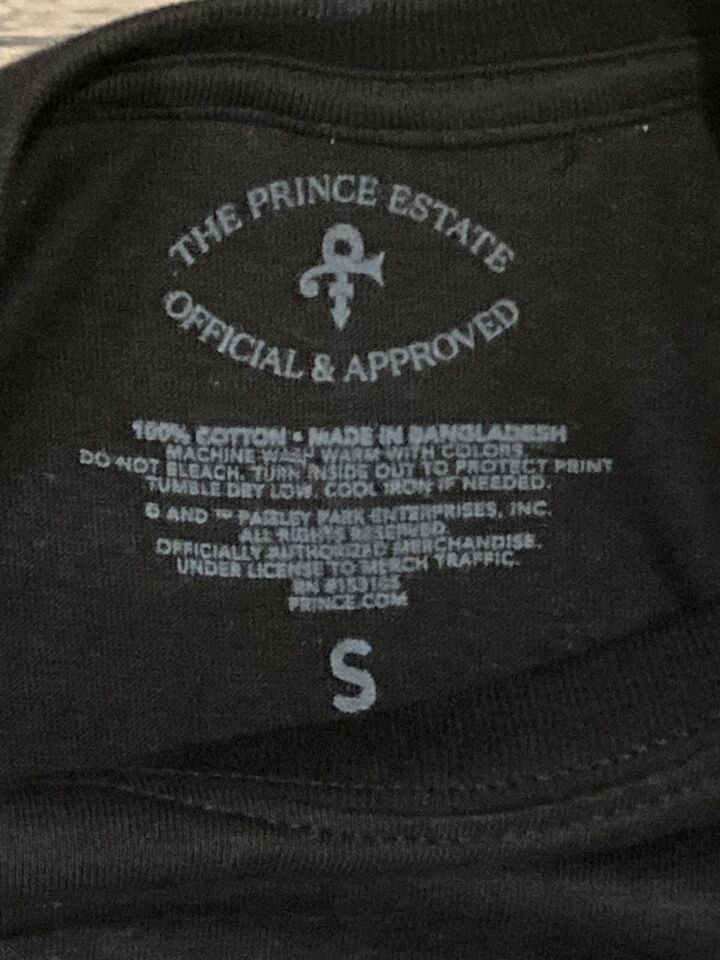 THE PRINCE ESTATE
OFFICIAL & APPROVED
100% COTTON • MADE IN BANGLADESH
MACHINE WASH WARM WITH COLORS.
DO NOT BLEACH. TURN INSIDE OUT TO PROTECT PRINT
TUMBLE DRY LOW. COOL IRON IF NEEDED.
© AND ™ PAISLEY PARK ENTERPRISES, INC.
ALL RIGHTS RESERVED.
OFFICIALLY AUTHORIZED MERCHANDISE.
UNDER LICENSE TO MERCH TRAFFIC.
RN
PRINCE.COM
S